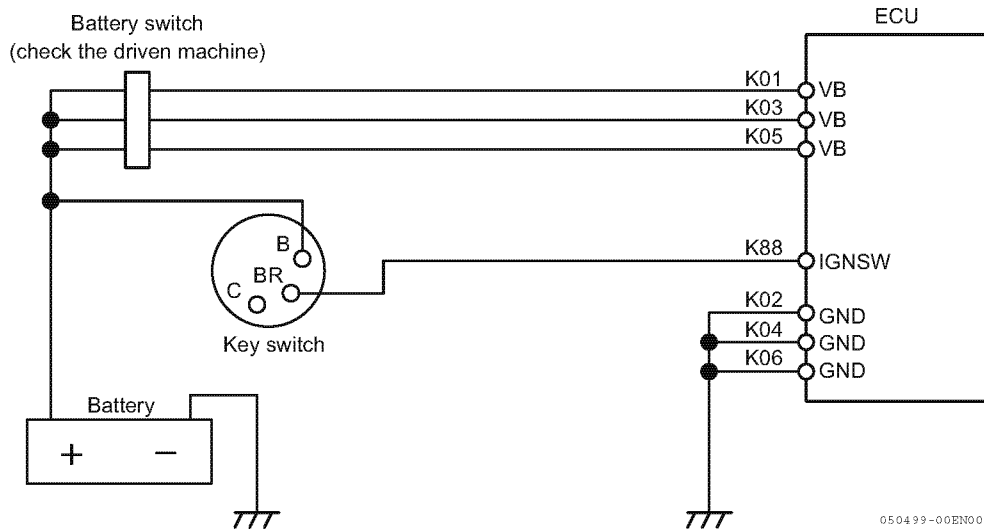 Battery switch
(check the driven machine)
ECU
K01
VB
K03
VB
K05
VB
B
BR
C
Key switch
K88
IGNSW
K02
GND
K04
GND
K06
GND
Battery
+ −
050499-00EN00